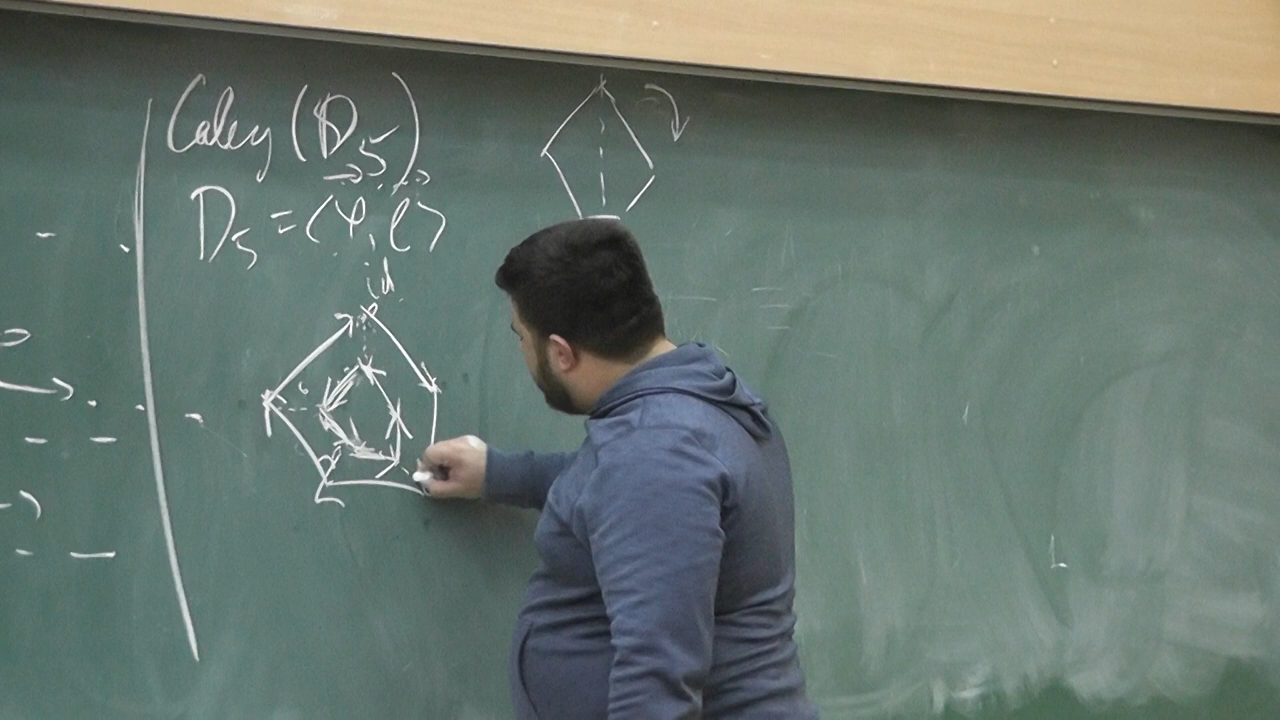 Caley (D₅)
D₅ = ⟨φ, ρ⟩
id